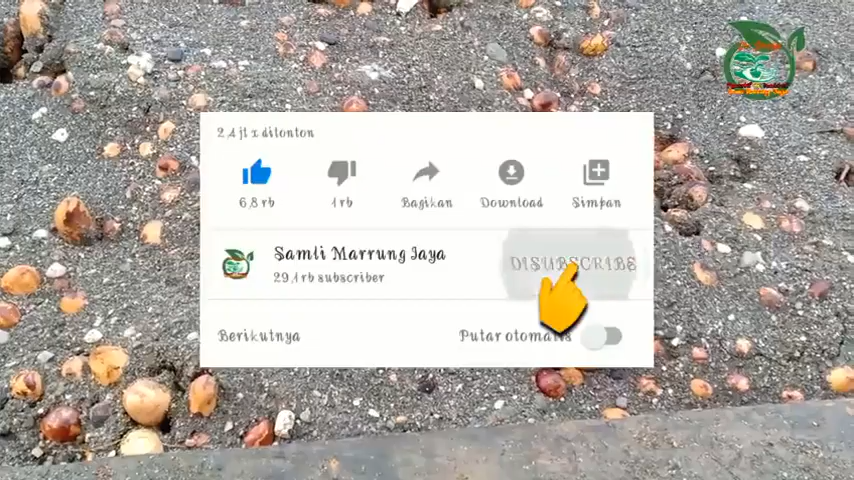 2,4 jt x ditonton
6,8 rb
1 rb
Bagikan
Download
Simpan
Samli Marrung Jaya
29,1 rb subscriber
DISUBSCRIBE
Berikutnya
Putar otomatis